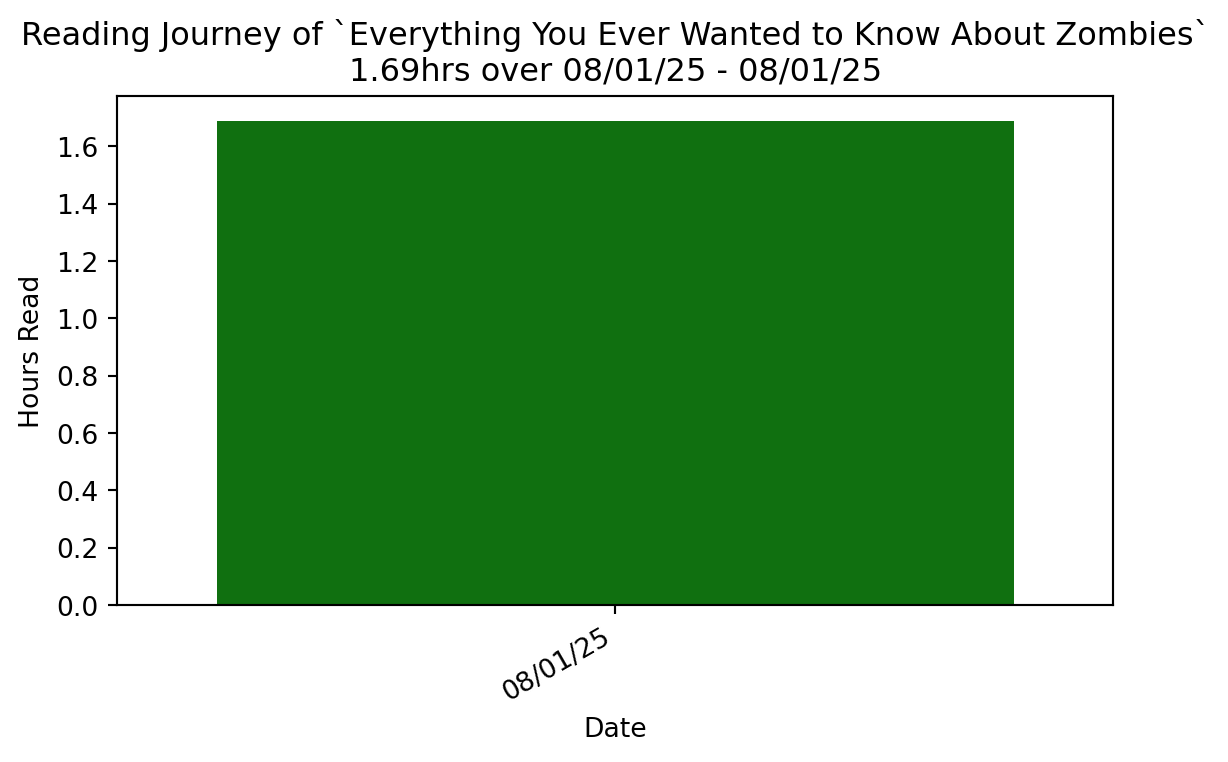 Reading Journey of `Everything You Ever Wanted to Know About Zombies`
1.69hrs over 08/01/25 - 08/01/25
1.6
1.4
1.2
1.0
0.8
0.6
0.4
0.2
0.0
Hours Read
08/01/25
Date